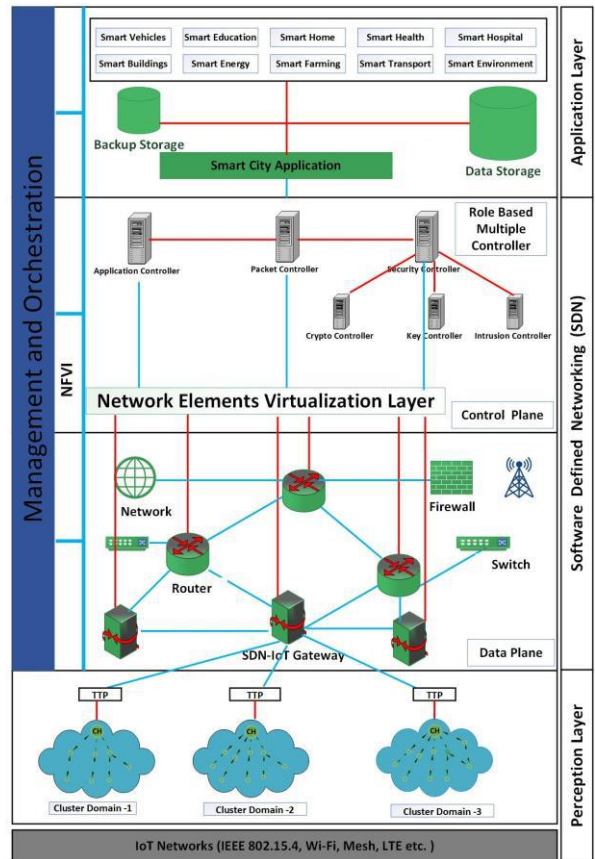 Smart Vehicles
Smart Education
Smart Home
Smart Health
Smart Hospital
Smart Buildings
Smart Energy
Smart Farming
Smart Transport
Smart Environment
Backup Storage
Data Storage
Smart City Application
Application Layer
Management and Orchestration
NFVI
Role Based
Multiple
Controller
Application Controller
Packet Controller
Security Controller
Crypto Controller
Key Controller
Intrusion Controller
Network Elements Virtualization Layer
Control Plane
Software Defined Networking (SDN)
Network
Firewall
Router
Switch
SDN-IoT Gateway
Data Plane
TTP
TTP
TTP
CH
CH
CH
Cluster Domain -1
Cluster Domain -2
Cluster Domain -3
Perception Layer
IoT Networks (IEEE 802.15.4, Wi-Fi, Mesh, LTE etc. )